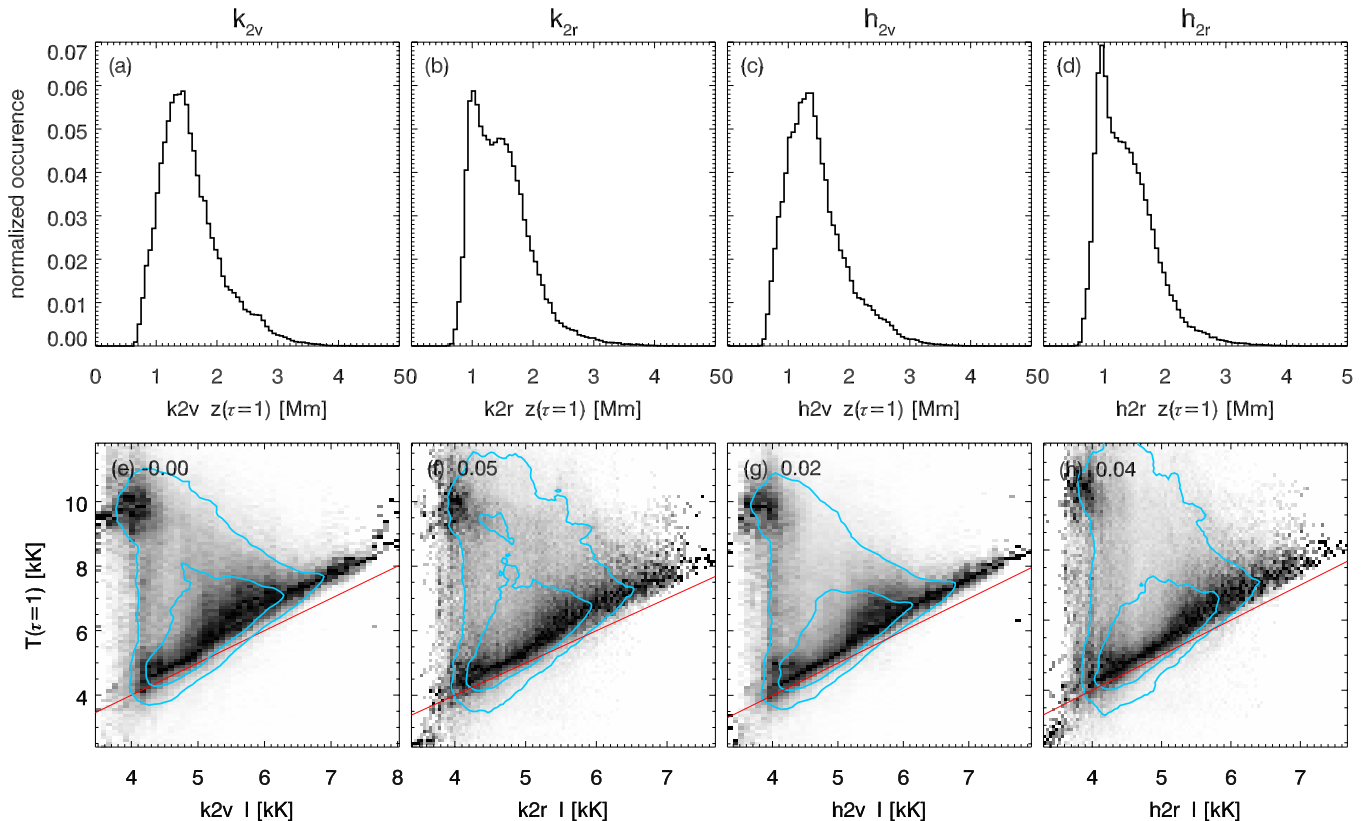 k2v k2r h2v h2r
(a) (b) (c) (d)
normalized occurence
0.07
0.06
0.05
0.04
0.03
0.02
0.01
0.00
0 1 2 3 4 50 1 2 3 4 50 1 2 3 4 50 1 2 3 4 5
k2v z(τ=1) [Mm] k2r z(τ=1) [Mm] h2v z(τ=1) [Mm] h2r z(τ=1) [Mm]
(e) -0.00 (f) 0.05 (g) 0.02 (h) 0.04
T(τ=1) [kK]
10
8
6
4
4 5 6 7 8 4 5 6 7 4 5 6 7 4 5 6 7
k2v I [kK] k2r I [kK] h2v I [kK] h2r I [kK]